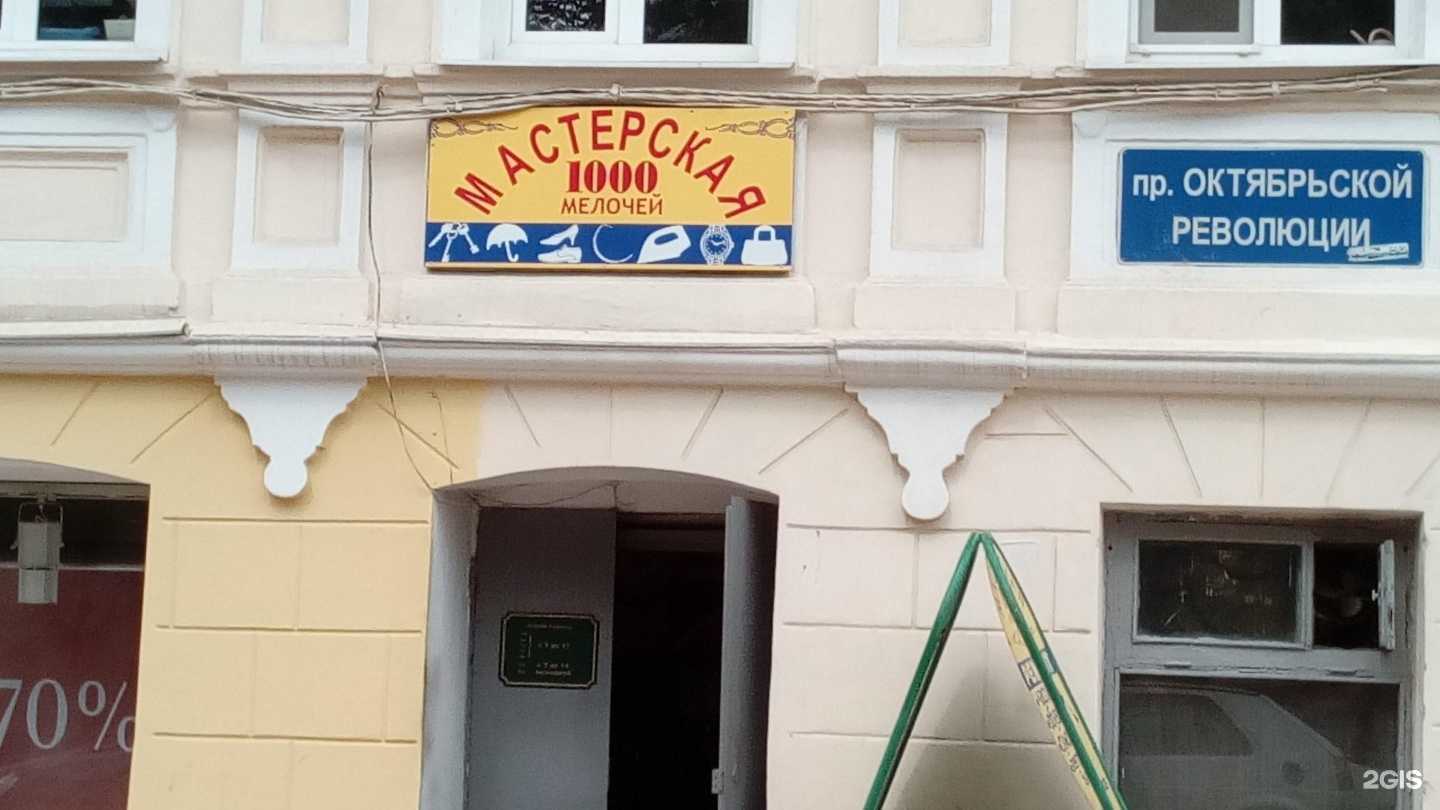 МАСТЕРСКАЯ
1000
МЕЛОЧЕЙ
пр. ОКТЯБРЬСКОЙ
РЕВОЛЮЦИИ
70%
2GIS